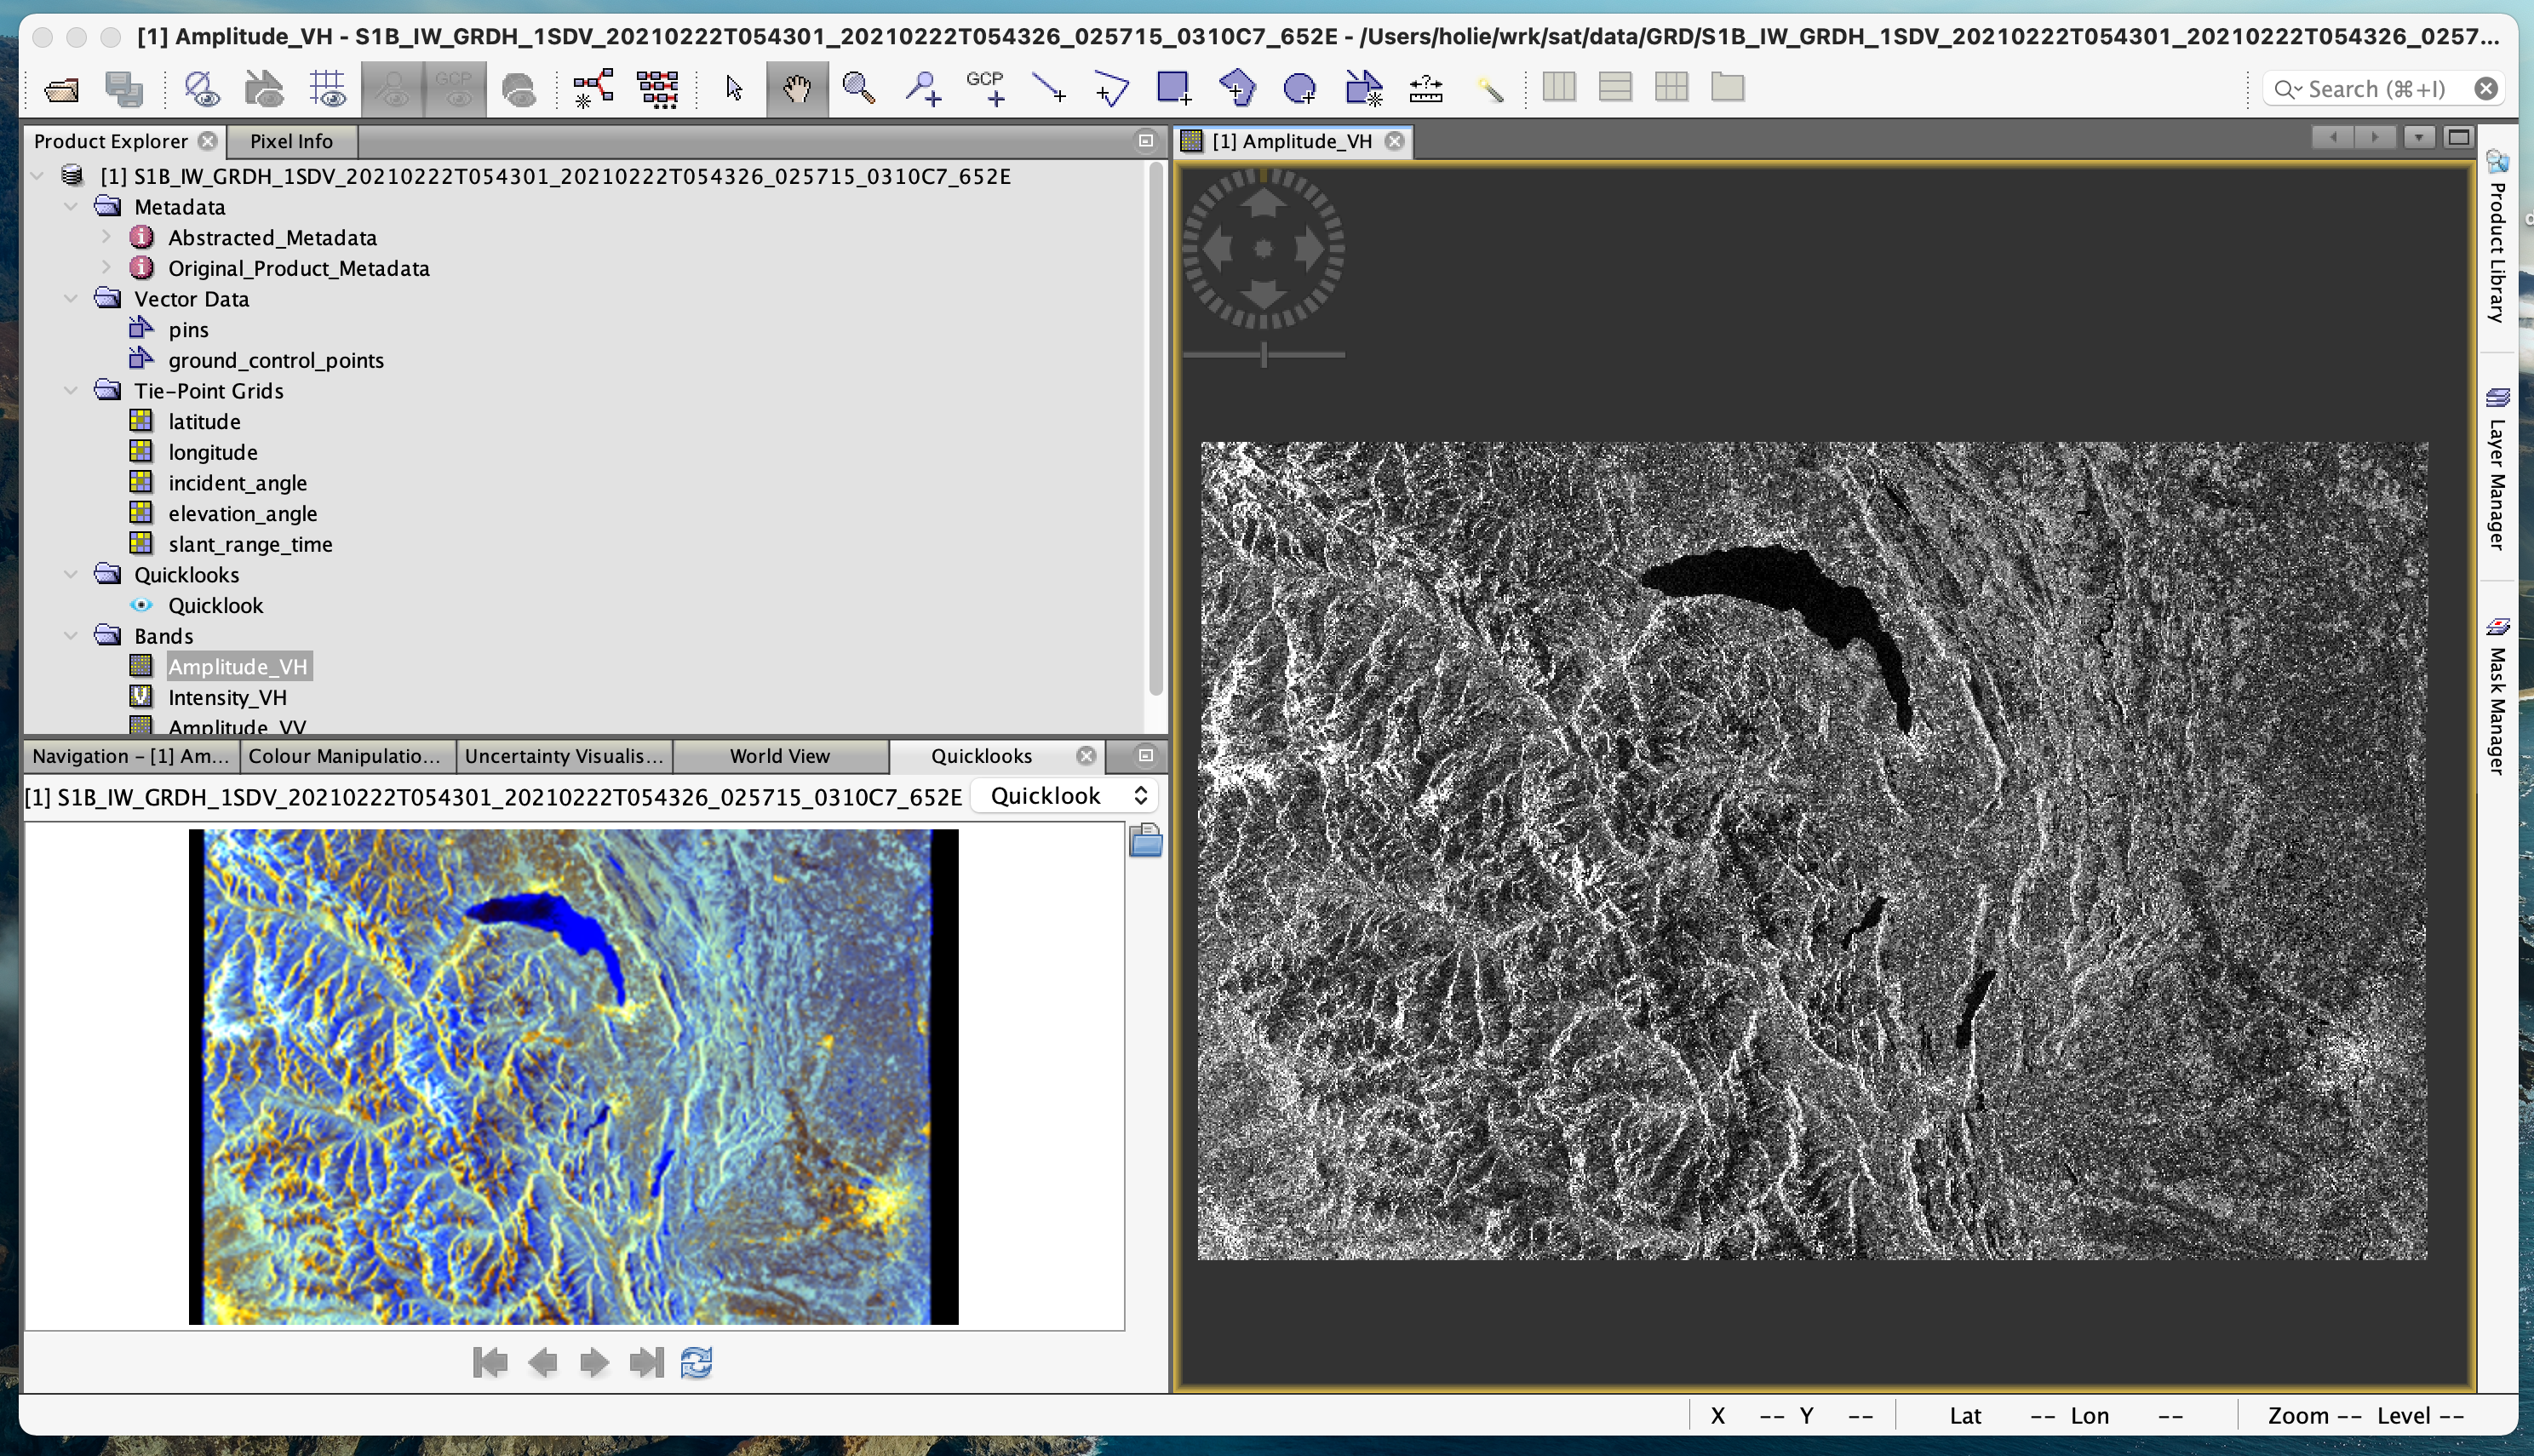 [1] Amplitude_VH - S1B_IW_GRDH_1SDV_20210222T054301_20210222T054326_025715_0310C7_652E - /Users/holie/wrk/sat/data/GRD/S1B_IW_GRDH_1SDV_20210222T054301_20210222T054326_0257...
GCP
GCP
Search (⌘+I)
Product Explorer
Pixel Info
[1] S1B_IW_GRDH_1SDV_20210222T054301_20210222T054326_025715_0310C7_652E
Metadata
Abstracted_Metadata
Original_Product_Metadata
Vector Data
pins
ground_control_points
Tie-Point Grids
latitude
longitude
incident_angle
elevation_angle
slant_range_time
Quicklooks
Quicklook
Bands
Amplitude_VH
Intensity_VH
Amplitude_VV
Navigation - [1] Am...
Colour Manipulatio...
Uncertainty Visualis...
World View
Quicklooks
[1] S1B_IW_GRDH_1SDV_20210222T054301_20210222T054326_025715_0310C7_652E
Quicklook
[1] Amplitude_VH
Product Library
Layer Manager
Mask Manager
X -- Y -- Lat -- Lon -- Zoom -- Level --